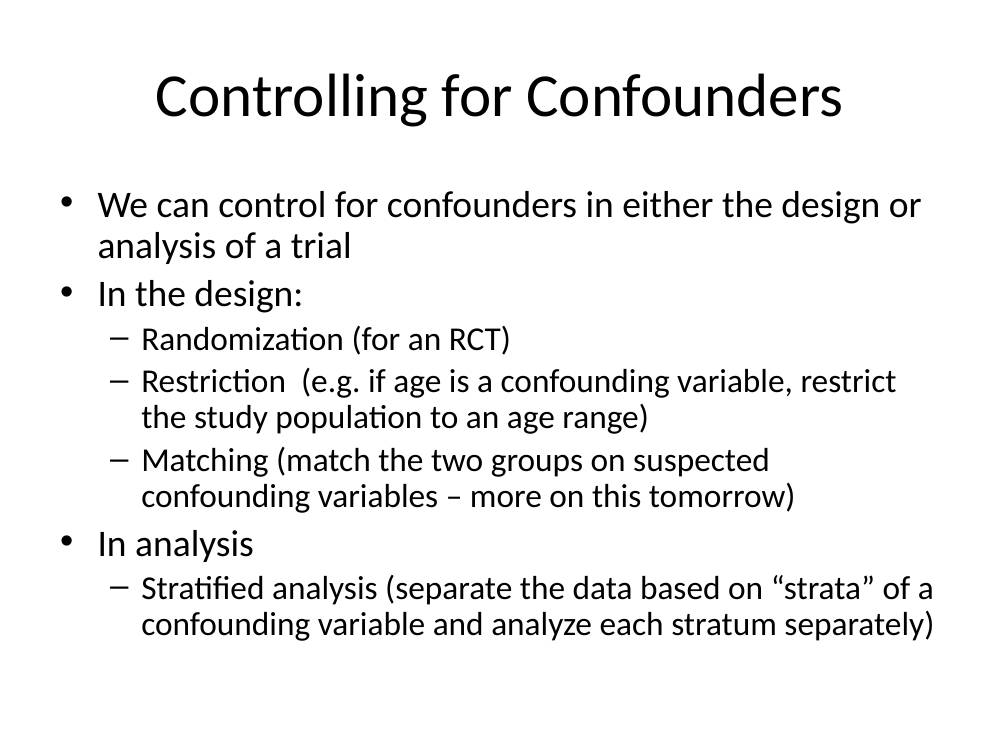 Controlling for Confounders
• We can control for confounders in either the design or
analysis of a trial
• In the design:
– Randomization (for an RCT)
– Restriction  (e.g. if age is a confounding variable, restrict
the study population to an age range)
– Matching (match the two groups on suspected
confounding variables – more on this tomorrow)
• In analysis
– Stratified analysis (separate the data based on “strata” of a
confounding variable and analyze each stratum separately)